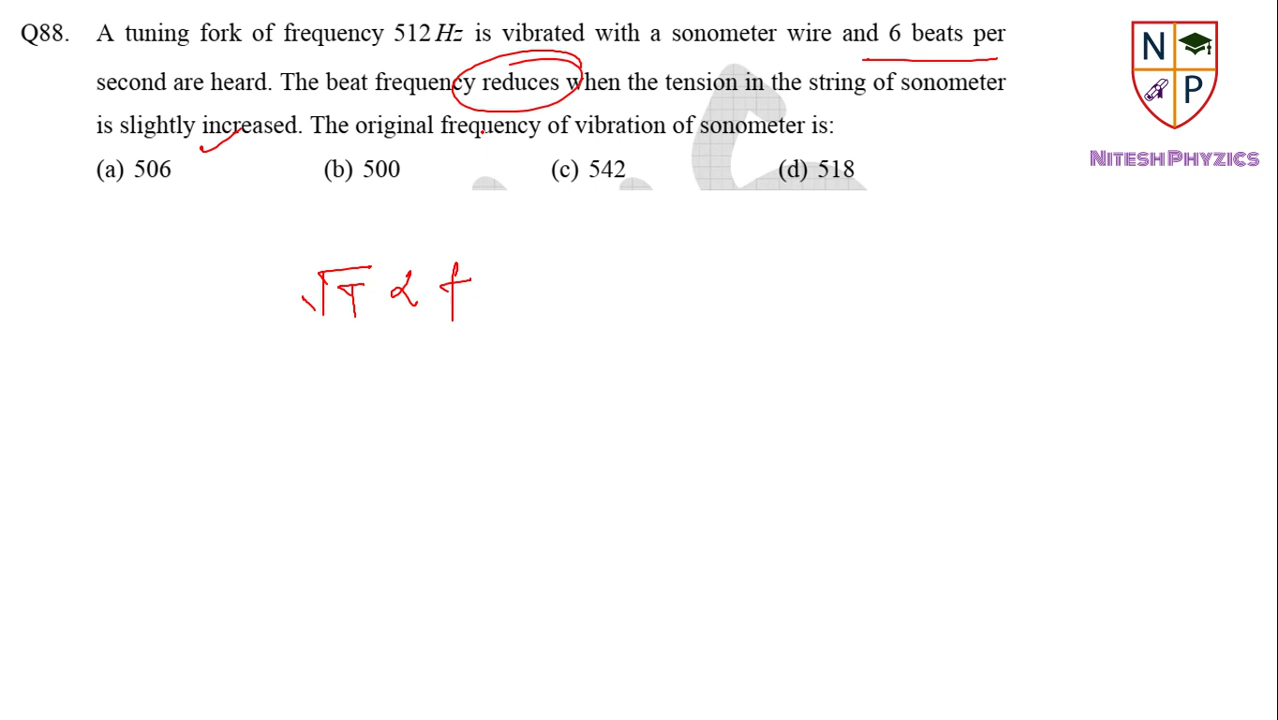 Q88. A tuning fork of frequency 512 Hz is vibrated with a sonometer wire and 6 beats per
second are heard. The beat frequency reduces when the tension in the string of sonometer
is slightly increased. The original frequency of vibration of sonometer is:
(a) 506 (b) 500 (c) 542 (d) 518
N
P
NITESH PHYZICS
√T ∝ f